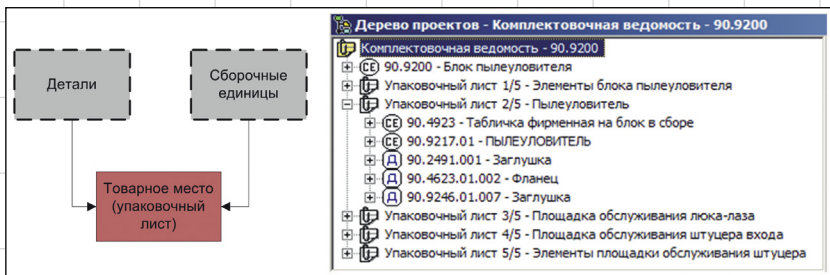 Детали
Сборочные
единицы
Товарное место
(упаковочный
лист)
Дерево проектов - Комплектовочная ведомость - 90.9200
Комплектовочная ведомость - 90.9200
СЕ 90.9200 - Блок пылеуловителя
Упаковочный лист 1/5 - Элементы блока пылеуловителя
Упаковочный лист 2/5 - Пылеуловитель
СЕ 90.4923 - Табличка фирменная на блок в сборе
СЕ 90.9217.01 - ПЫЛЕУЛОВИТЕЛЬ
Д 90.2491.001 - Заглушка
Д 90.4623.01.002 - Фланец
Д 90.9246.01.007 - Заглушка
Упаковочный лист 3/5 - Площадка обслуживания люка-лаза
Упаковочный лист 4/5 - Площадка обслуживания штуцера входа
Упаковочный лист 5/5 - Элементы площадки обслуживания штуцера